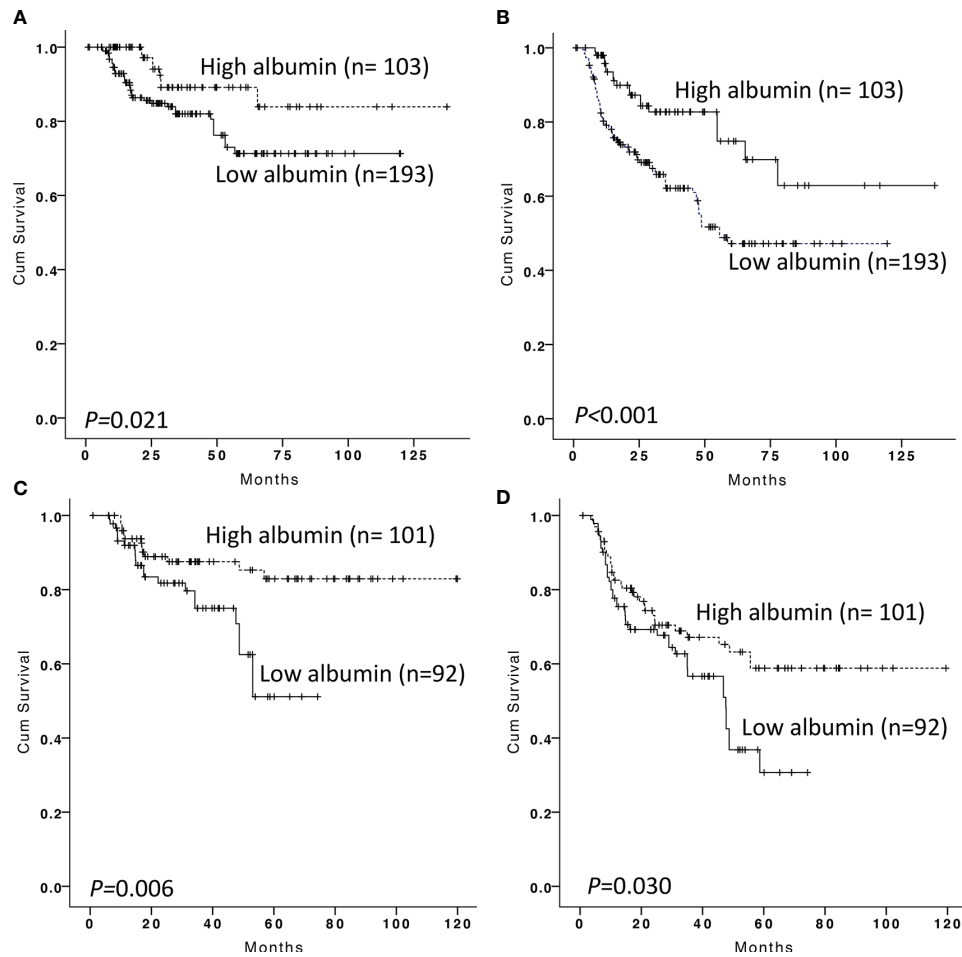 A
1.0
0.8
0.6
0.4
0.2
0.0
Cum Survival
High albumin (n= 103)
Low albumin (n=193)
P=0.021
0 25 50 75 100 125
Months
B
1.0
0.8
0.6
0.4
0.2
0.0
Cum Survival
High albumin (n= 103)
Low albumin (n=193)
P<0.001
0 25 50 75 100 125
Months
C
1.0
0.8
0.6
0.4
0.2
0.0
Cum Survival
High albumin (n= 101)
Low albumin (n=92)
P=0.006
0 20 40 60 80 100 120
Months
D
1.0
0.8
0.6
0.4
0.2
0.0
Cum Survival
High albumin (n= 101)
Low albumin (n=92)
P=0.030
0 20 40 60 80 100 120
Months